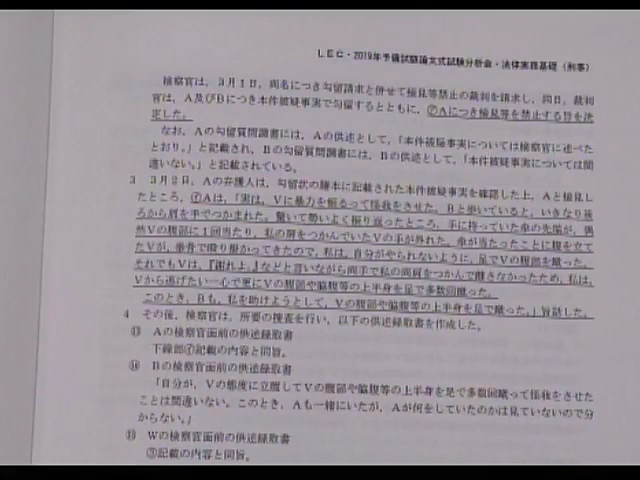 LEC・2019年予備試験論文式試験分析会・法律実務基礎（刑事）
検察官は，3月1日，両名につき勾留請求と併せて接見等禁止の裁判を請求し，同日，裁判
官は，A及びBにつき本件被疑事実で勾留するとともに，②Aにつき接見等を禁止する旨を決
定した。
なお，Aの勾留質問調書には，Aの供述として，「本件被疑事実については検察官に述べた
とおり。」と記載され，Bの勾留質問調書には，Bの供述として，「本件被疑事実については間
違いない。」と記載されている。
3 3月2日，Aの弁護人は，勾留状の謄本に記載された本件被疑事実を確認した上，Aと接見し
たところ，Aは，「実は，Vに暴力を振るって怪我をさせた。Bと歩いていると，いきなり後
ろから肩を手でつかまれた。驚いて勢いよく振り返ったところ，手に持っていた傘の先端が，偶
然Vの腹部に1回当たり，私の肩をつかんでいたVの手が外れた。傘が当たったことに腹を立て
たVが，拳骨で殴り掛かってきたので，私は，自分がやられないように，足でVの腹部を蹴った。
それでもVは，『謝れよ。』などと言いながら両手で私の両肩をつかんで離さなかったため，私は，
Vから逃げたい一心で更にVの腹部や脇腹等の上半身を足で多数回蹴った。
このとき，Bも，私を助けようとして，Vの腹部や脇腹等の上半身を足で蹴った。」旨話した。
4 その後，検察官は，所要の捜査を行い，以下の供述録取書を作成した。
Aの検察官面前の供述録取書
下線部記載の内容と同旨。
Bの検察官面前の供述録取書
「自分が，Vの態度に立腹してVの腹部や脇腹等の上半身を足で多数回蹴って怪我をさせた
ことは間違いない。このとき，Aも一緒にいたが，Aが何をしていたのかは見ていないので分
からない。」
Wの検察官面前の供述録取書
③記載の内容と同旨。